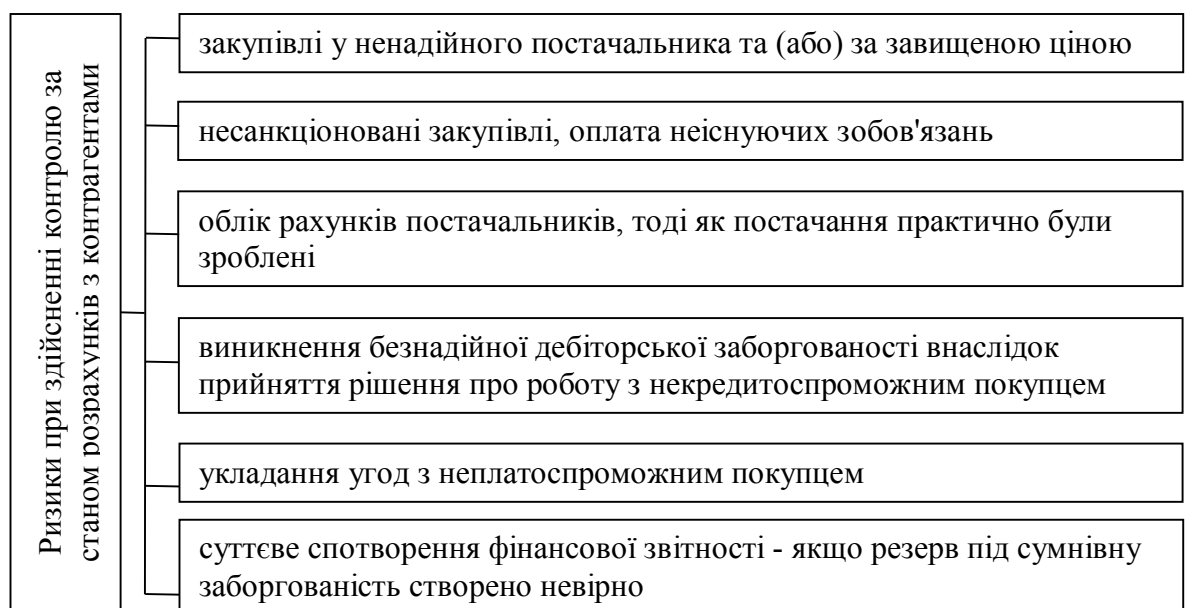 Ризики при здійсненні контролю за
станом розрахунків з контрагентами
закупівлі у ненадійного постачальника та (або) за завищеною ціною
несанкціоновані закупівлі, оплата неіснуючих зобов'язань
облік рахунків постачальників, тоді як постачання практично були
зроблені
виникнення безнадійної дебіторської заборгованості внаслідок
прийняття рішення про роботу з некредитоспроможним покупцем
укладання угод з неплатоспроможним покупцем
суттєве спотворення фінансової звітності - якщо резерв під сумнівну
заборгованість створено невірно